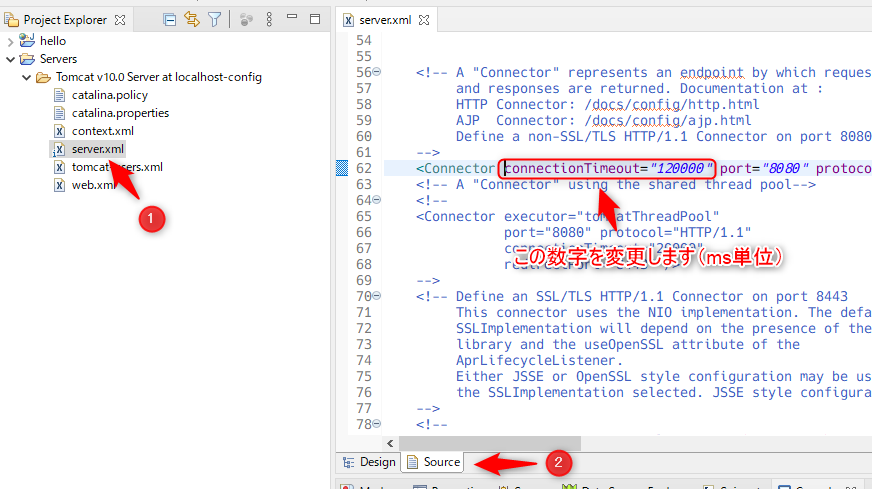 Project Explorer
hello
Servers
Tomcat v10.0 Server at localhost-config
catalina.policy
catalina.properties
context.xml
server.xml
web.xml
1
server.xml
54
55
56 <!-- A "Connector" represents an endpoint by which reques
57 and responses are returned. Documentation at :
58 HTTP Connector: /docs/config/http.html
59 AJP Connector: /docs/config/ajp.html
60 Define a non-SSL/TLS HTTP/1.1 Connector on port 8080
61 -->
62 <Connector connectionTimeout="120000" port="8080" protoco
63 <!-- A "Connector" using the shared thread pool-->
64 <!--
65 <Connector executor="tomcatThreadPool"
66 port="8080" protocol="HTTP/1.1"
67
この数字を変更します（ms単位）
68
69 -->
70 <!-- Define an SSL/TLS HTTP/1.1 Connector on port 8443
71 This connector uses the NIO implementation. The defa
72 SSLImplementation will depend on the presence of the
73 library and the useOpenSSL attribute of the
74 AprLifecycleListener.
75 Either JSSE or OpenSSL style configuration may be us
76 the SSLImplementation selected. JSSE style configura
77 -->
78 <!--
Design Source
2